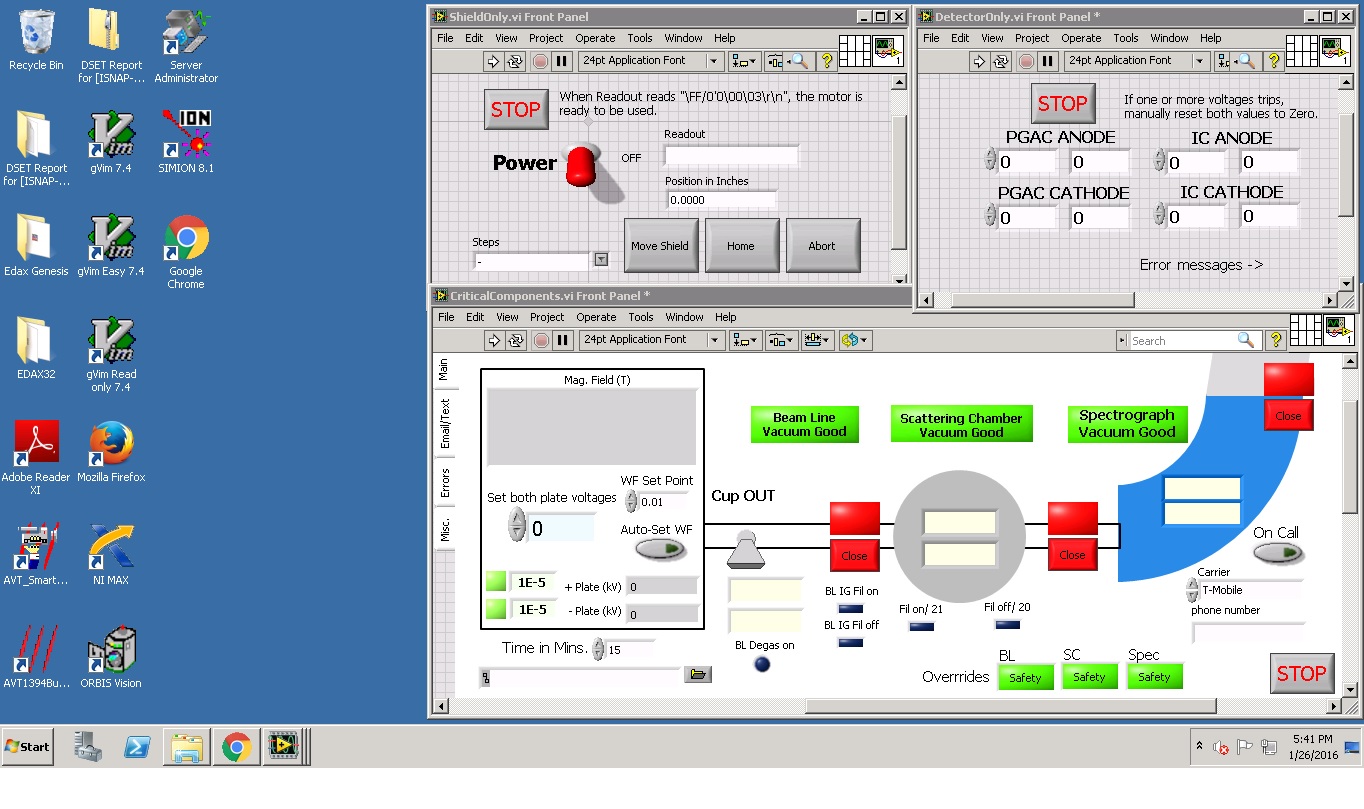 Recycle Bin
DSET Report
for [ISNAP-...
Server
Administrator
DSET Report
for [ISNAP-...
gVim 7.4
ION
SIMION 8.1
Edax Genesis
gVim Easy 7.4
Google
Chrome
EDAX32
gVim Read
only 7.4
Adobe Reader
XI
Mozilla Firefox
AVT_Smart...
NI MAX
AVT1394Bu...
ORBIS Vision
ShieldOnly.vi Front Panel
File Edit View Project Operate Tools Window Help
24pt Application Font
1
STOP
When Readout reads "\FF/0'0\00\03\r\n", the motor is
ready to be used.
Power
OFF
Readout
Position in Inches
0.0000
Steps
-
Move Shield
Home
Abort
DetectorOnly.vi Front Panel *
File Edit View Project Operate Tools Window Help
24pt Application Font
1
STOP
If one or more voltages trips,
manually reset both values to Zero.
PGAC ANODE
0 0
IC ANODE
0 0
PGAC CATHODE
0 0
IC CATHODE
0 0
Error messages ->
CriticalComponents.vi Front Panel *
File Edit View Project Operate Tools Window Help
24pt Application Font
Search
1
Main
Email/Text
Errors
Misc.
Mag. Field (T)
WF Set Point
0.01
Set both plate voltages
0
Auto-Set WF
1E-5
+ Plate (kV) 0
1E-5
- Plate (kV) 0
Time in Mins. 15
Beam Line
Vacuum Good
Scattering Chamber
Vacuum Good
Spectrograph
Vacuum Good
Close
Cup OUT
Close
Close
BL IG Fil on
BL IG Fil off
Fil on/ 21
Fil off/ 20
BL Degas on
On Call
Carrier
T-Mobile
phone number
Overrrides
BL
Safety
SC
Safety
Spec
Safety
STOP
Start
5:41 PM
1/26/2016